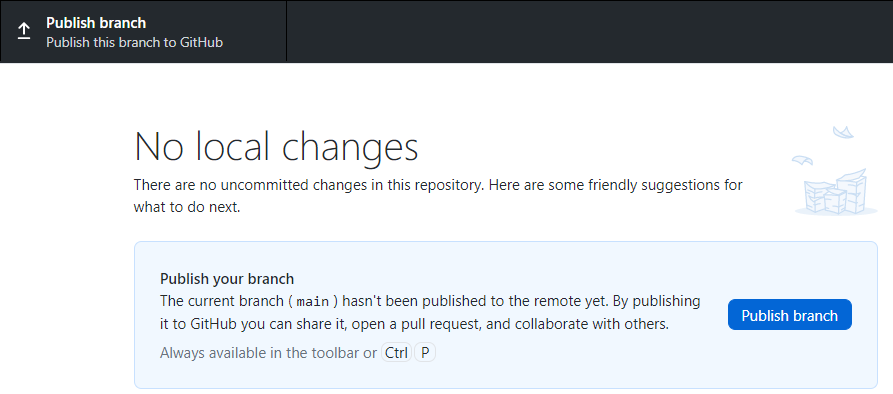 Publish branch
Publish this branch to GitHub
No local changes
There are no uncommitted changes in this repository. Here are some friendly suggestions for
what to do next.
Publish your branch
The current branch ( main ) hasn't been published to the remote yet. By publishing
it to GitHub you can share it, open a pull request, and collaborate with others.
Publish branch
Always available in the toolbar or Ctrl P